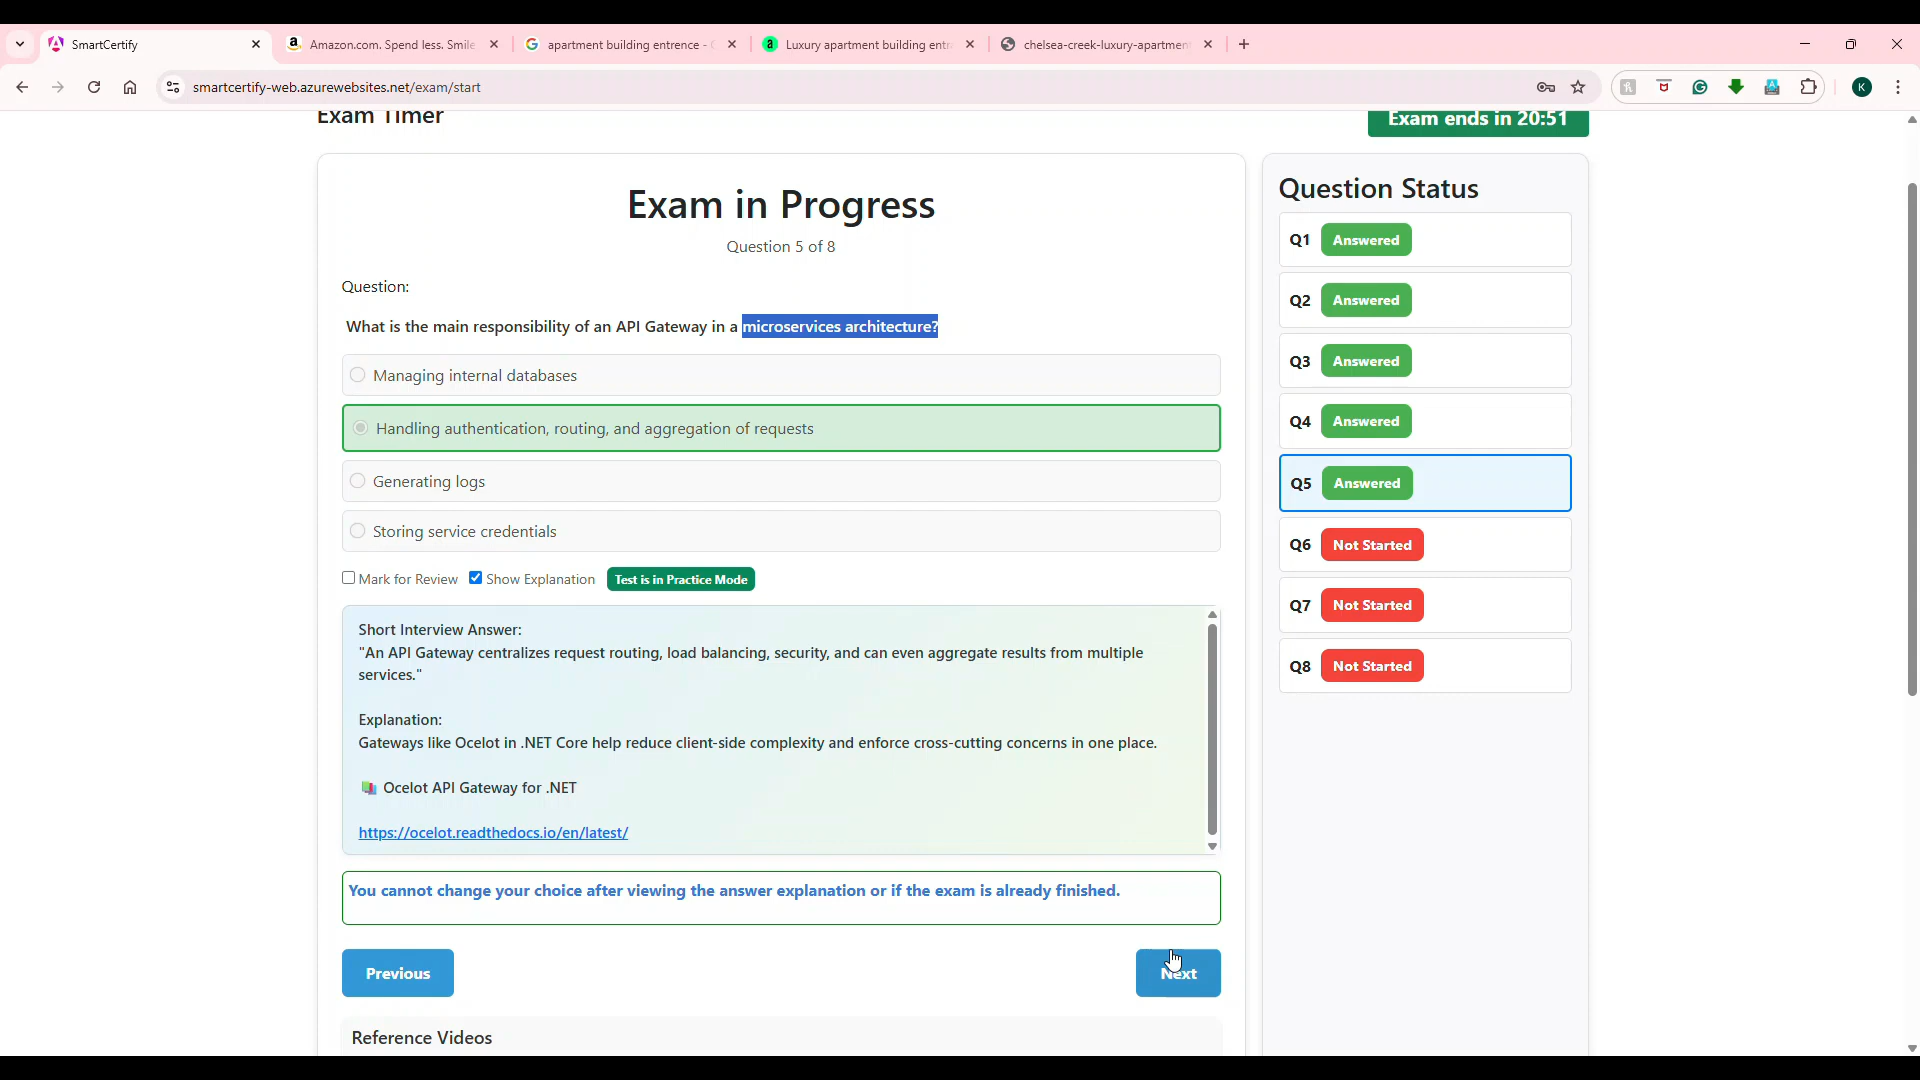 SmartCertify
Amazon.com. Spend less. Smile
apartment building entrence -
Luxury apartment building entr
chelsea-creek-luxury-apartmen
smartcertify-web.azurewebsites.net/exam/start
K
Exam Timer
Exam ends in 20:51
Exam in Progress
Question 5 of 8
Question:
What is the main responsibility of an API Gateway in a microservices architecture?
Managing internal databases
Handling authentication, routing, and aggregation of requests
Generating logs
Storing service credentials
Mark for Review Show Explanation Test is in Practice Mode
Short Interview Answer:
"An API Gateway centralizes request routing, load balancing, security, and can even aggregate results from multiple
services."
Explanation:
Gateways like Ocelot in .NET Core help reduce client-side complexity and enforce cross-cutting concerns in one place.
Ocelot API Gateway for .NET
https://ocelot.readthedocs.io/en/latest/
You cannot change your choice after viewing the answer explanation or if the exam is already finished.
Previous
Next
Reference Videos
Question Status
Q1 Answered
Q2 Answered
Q3 Answered
Q4 Answered
Q5 Answered
Q6 Not Started
Q7 Not Started
Q8 Not Started